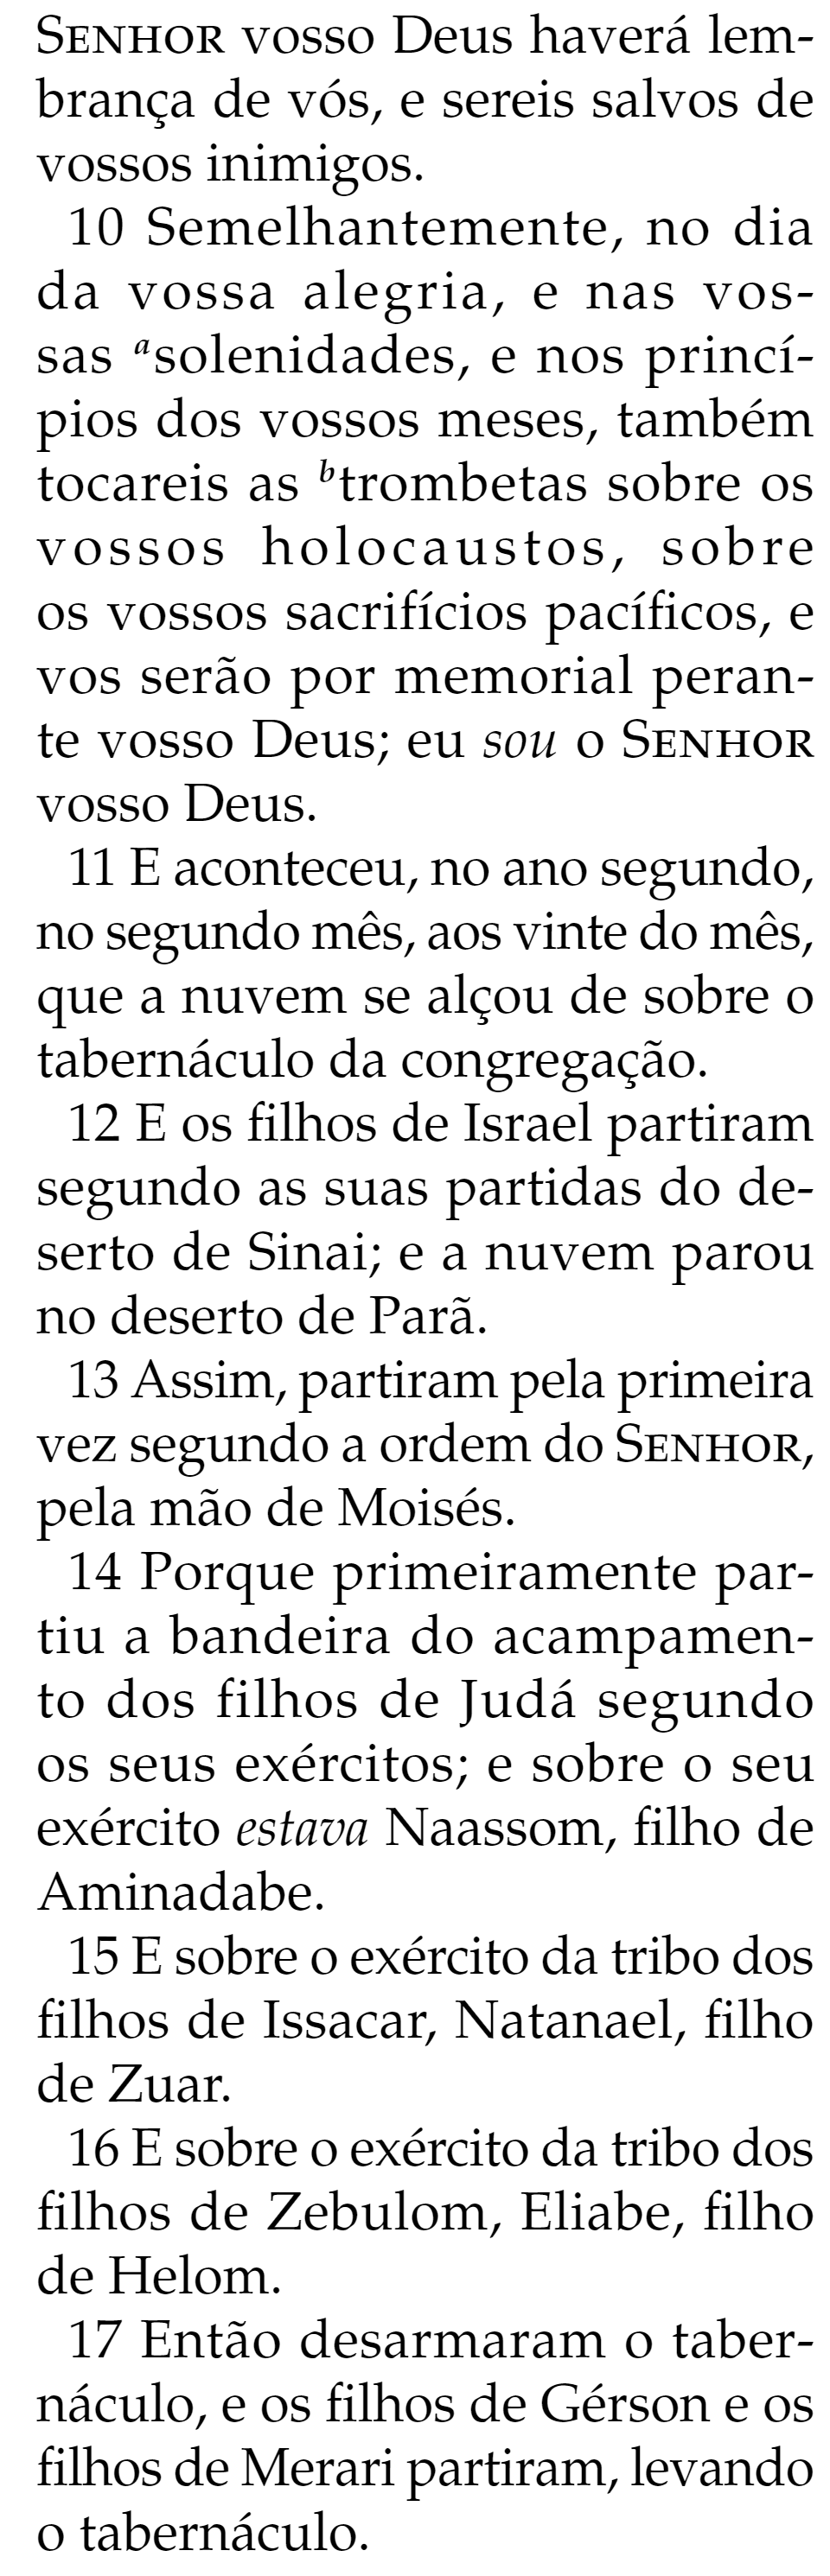 SENHOR vosso Deus haverá lem-
brança de vós, e sereis salvos de
vossos inimigos.
10 Semelhantemente, no dia
da vossa alegria, e nas vos-
sas ᵃsolenidades, e nos princí-
pios dos vossos meses, também
tocareis as ᵇtrombetas sobre os
vossos holocaustos, sobre
os vossos sacrifícios pacíficos, e
vos serão por memorial peran-
te vosso Deus; eu sou o SENHOR
vosso Deus.
11 E aconteceu, no ano segundo,
no segundo mês, aos vinte do mês,
que a nuvem se alçou de sobre o
tabernáculo da congregação.
12 E os filhos de Israel partiram
segundo as suas partidas do de-
serto de Sinai; e a nuvem parou
no deserto de Parã.
13 Assim, partiram pela primeira
vez segundo a ordem do SENHOR,
pela mão de Moisés.
14 Porque primeiramente par-
tiu a bandeira do acampamen-
to dos filhos de Judá segundo
os seus exércitos; e sobre o seu
exército estava Naassom, filho de
Aminadabe.
15 E sobre o exército da tribo dos
filhos de Issacar, Natanael, filho
de Zuar.
16 E sobre o exército da tribo dos
filhos de Zebulom, Eliabe, filho
de Helom.
17 Então desarmaram o taber-
náculo, e os filhos de Gérson e os
filhos de Merari partiram, levando
o tabernáculo.